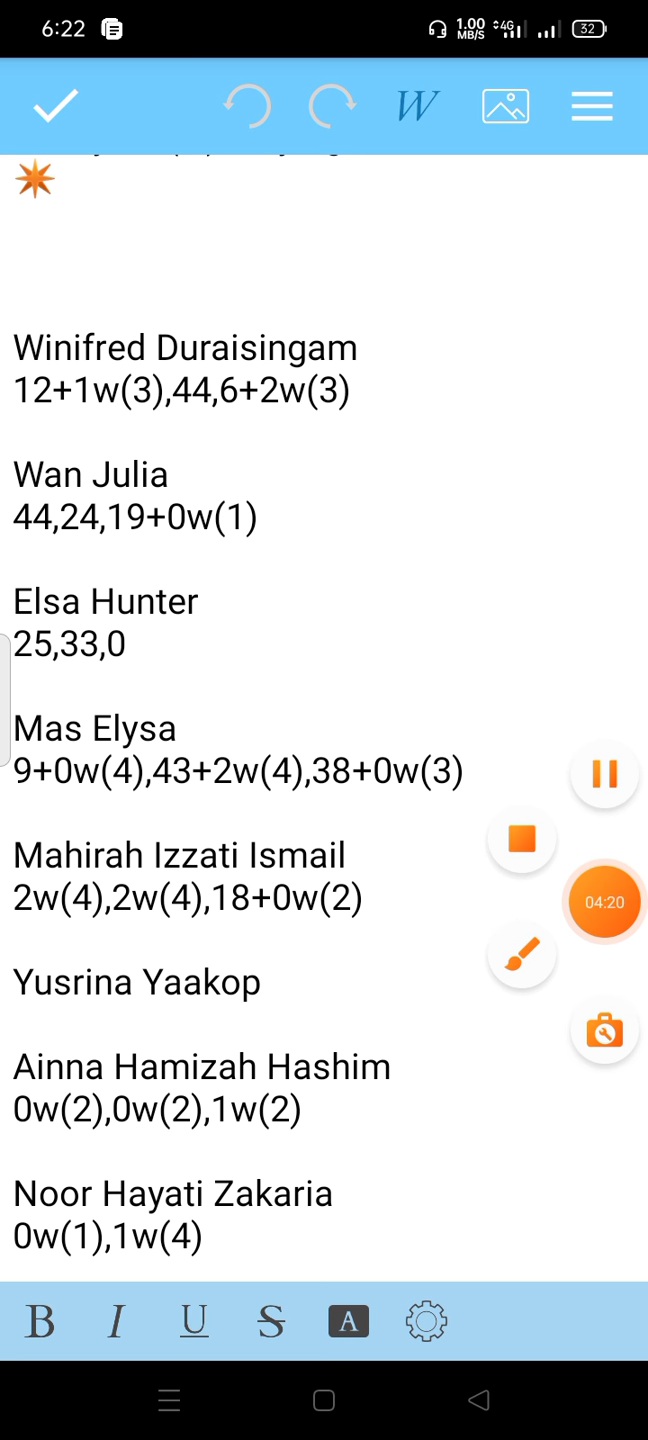 6:22
1.00 MB/S 4G 32
W
Winifred Duraisingam
12+1w(3),44,6+2w(3)
Wan Julia
44,24,19+0w(1)
Elsa Hunter
25,33,0
Mas Elysa
9+0w(4),43+2w(4),38+0w(3)
Mahirah Izzati Ismail
2w(4),2w(4),18+0w(2)
04:20
Yusrina Yaakop
Ainna Hamizah Hashim
0w(2),0w(2),1w(2)
Noor Hayati Zakaria
0w(1),1w(4)
B I U S A